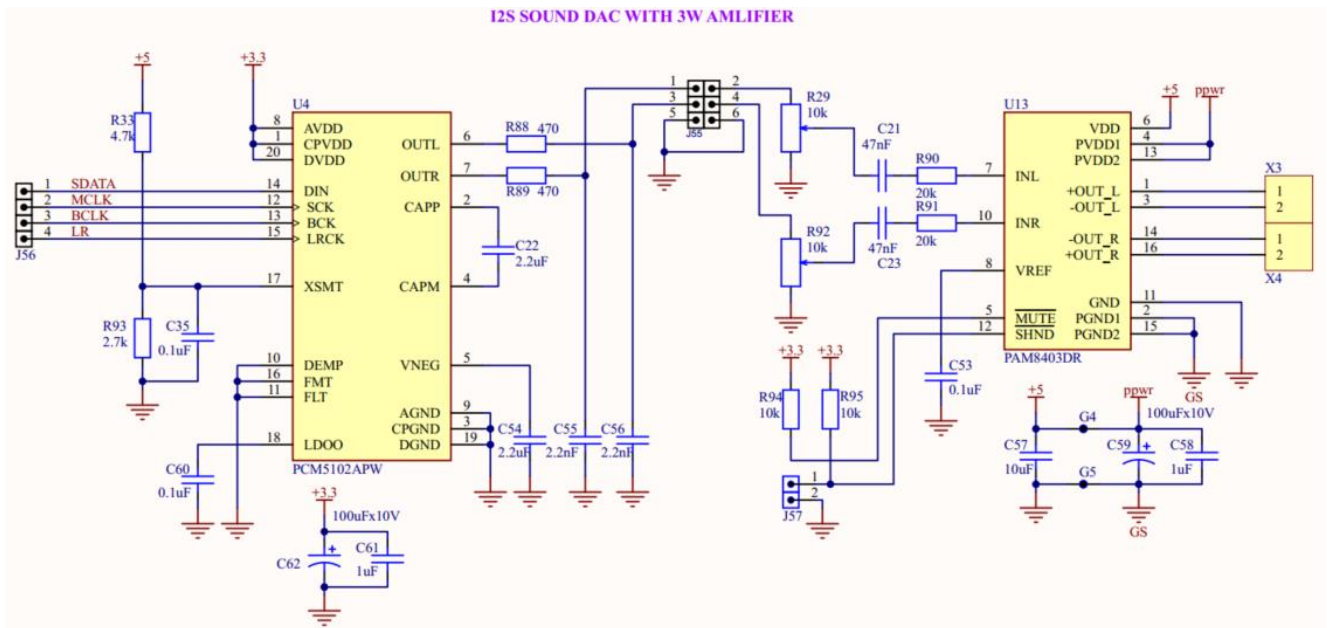 I2S SOUND DAC WITH 3W AMLIFIER
+5
+3.3
R33
4.7k
U4
8 AVDD
1 CPVDD
20 DVDD
OUTL 6
OUTR 7
CAPP 2
CAPM 4
R88 470
R89 470
C22
2.2uF
1 SDATA 14 DIN
2 MCLK 12 SCK
3 BCLK 13 BCK
4 LR 15 LRCK
J56
17 XSMT
R93
2.7k
C35
0.1uF
10 DEMP
16 FMT
11 FLT
18 LDOO
VNEG 5
AGND 9
CPGND 3
DGND 19
PCM5102APW
C60
0.1uF
C54
2.2uF
C55
2.2nF
C56
2.2nF
+3.3
100uFx10V
+
C62
C61
1uF
1 2
3 4
5 6
J55
R29
10k
C21
47nF
R90
20k
R92
10k
R91
20k
47nF
C23
U13
7 INL
10 INR
8 VREF
5 MUTE
12 SHND
VDD 6
PVDD1 4
PVDD2 13
+OUT_L 1
-OUT_L 3
-OUT_R 14
+OUT_R 16
GND 11
PGND1 2
PGND2 15
PAM8403DR
+5
ppwr
X3
1
2
1
2
X4
GS
+3.3 +3.3
R94
10k
R95
10k
C53
0.1uF
1
2
J57
+5
ppwr
G4
100uFx10V
C57
10uF
C59
+
C58
1uF
G5
GS